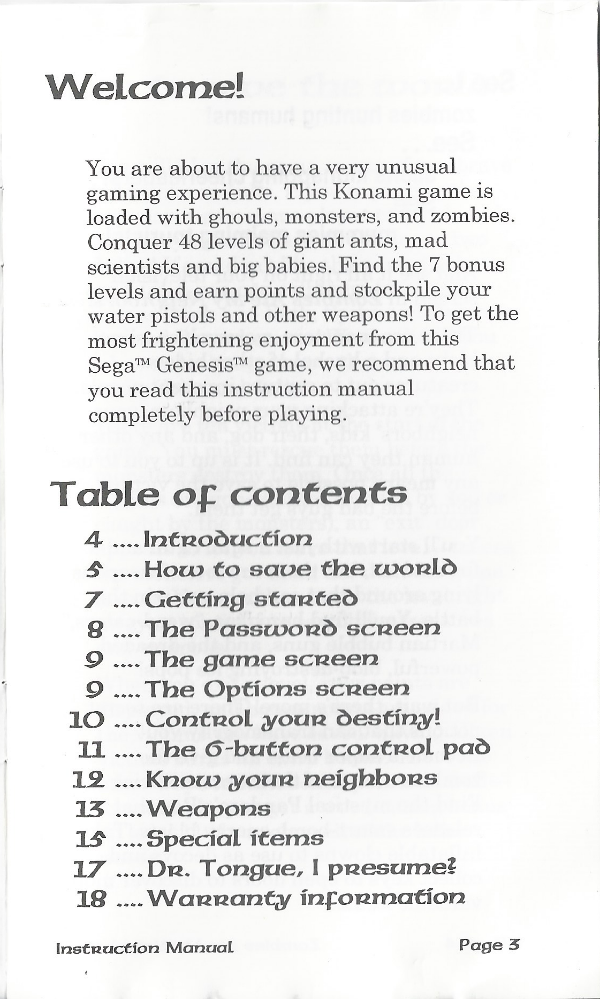 Welcome!
You are about to have a very unusual
gaming experience. This Konami game is
loaded with ghouls, monsters, and zombies.
Conquer 48 levels of giant ants, mad
scientists and big babies. Find the 7 bonus
levels and earn points and stockpile your
water pistols and other weapons! To get the
most frightening enjoyment from this
Sega™ Genesis™ game, we recommend that
you read this instruction manual
completely before playing.
Table of contents
4 ....Introduction
5 ....How to save the world
7 ....Getting started
8 ....The Password screen
9 ....The game screen
9 ....The Options screen
10 ....Control your destiny!
11 ....The 6-button control pad
12 ....Know your neighbors
13 ....Weapons
15 ....Special items
17 ....Dr. Tongue, I presume?
18 ....Warranty information
Instruction Manual Page 3